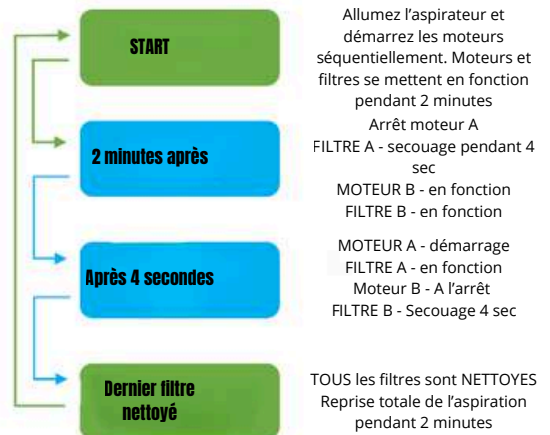 START
Allumez l’aspirateur et
démarrez les moteurs
séquentiellement. Moteurs et
filtres se mettent en fonction
pendant 2 minutes
2 minutes après
Arrêt moteur A
FILTRE A - secouage pendant 4
sec
MOTEUR B - en fonction
FILTRE B - en fonction
Après 4 secondes
MOTEUR A - démarrage
FILTRE A - en fonction
Moteur B - A l’arrêt
FILTRE B - Secouage 4 sec
Dernier filtre
nettoyé
TOUS les filtres sont NETTOYES
Reprise totale de l’aspiration
pendant 2 minutes